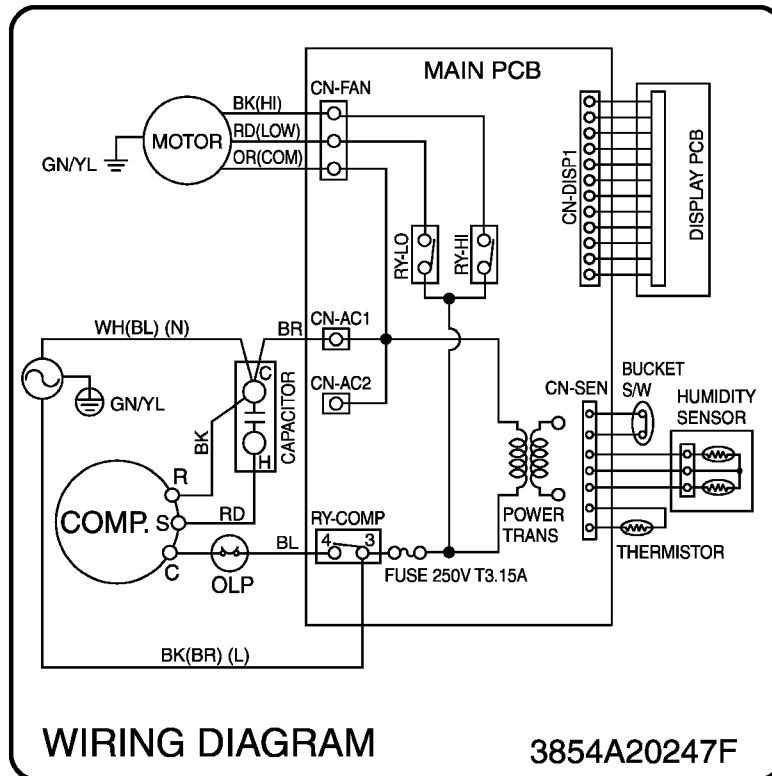 MAIN PCB
CN-FAN
BK(HI)
RD(LOW)
OR(COM)
MOTOR
GN/YL
CN-DISP1
DISPLAY PCB
RY-LO
RY-HI
WH(BL) (N)
BR
CN-AC1
CN-AC2
C
CAPACITOR
H
GN/YL
BK
CN-SEN
BUCKET
S/W
HUMIDITY
SENSOR
COMP.
R
S
C
RD
RY-COMP
4 3
BL
OLP
POWER
TRANS
FUSE 250V T3.15A
THERMISTOR
BK(BR) (L)
WIRING DIAGRAM
3854A20247F